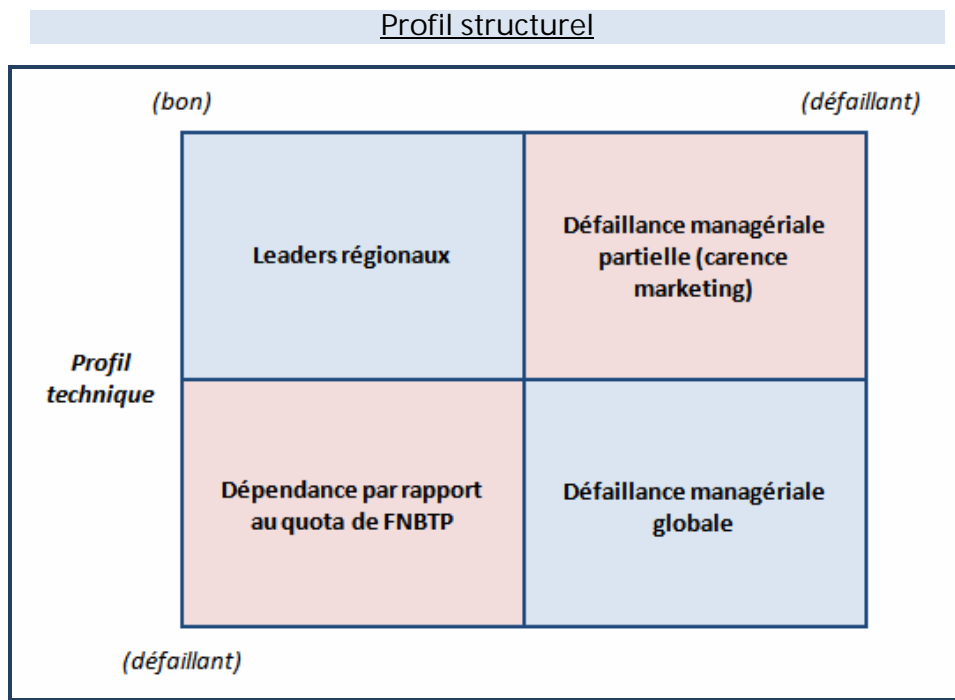 Profil structurel
(bon)
(défaillant)
Leaders régionaux
Défaillance managériale
partielle (carence
marketing)
Profil
technique
Dépendance par rapport
au quota de FNBTP
Défaillance managériale
globale
(défaillant)